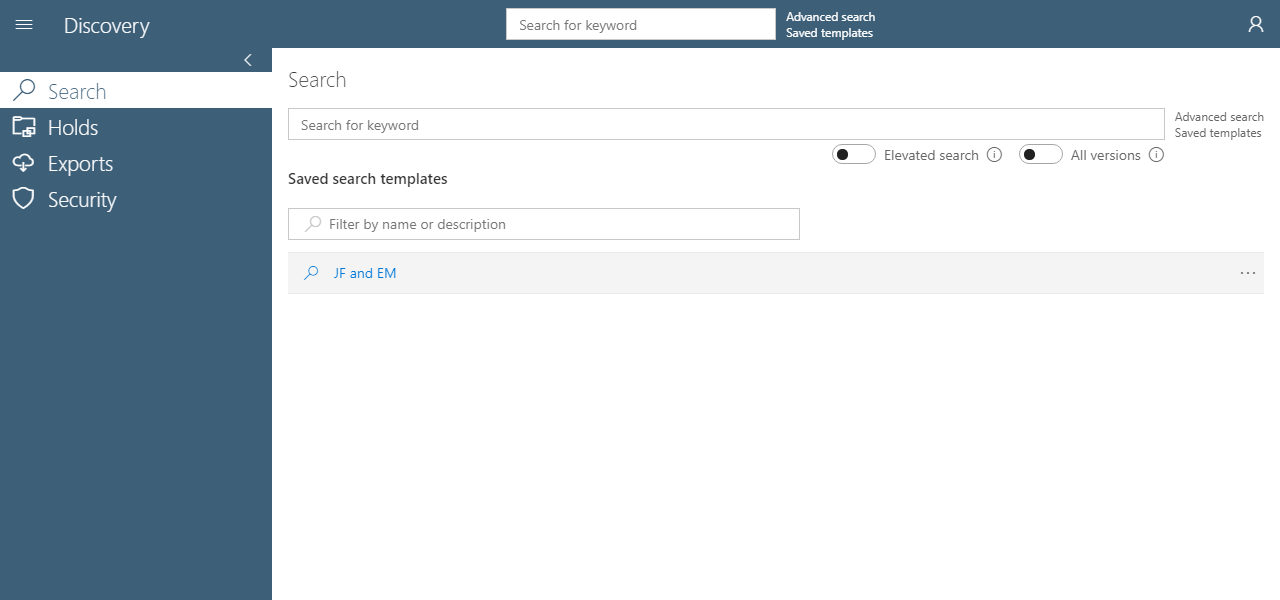 Discovery
Search for keyword
Advanced search
Saved templates
Search
Holds
Exports
Security
Search
Search for keyword
Advanced search
Saved templates
Elevated search
All versions
Saved search templates
Filter by name or description
JF and EM